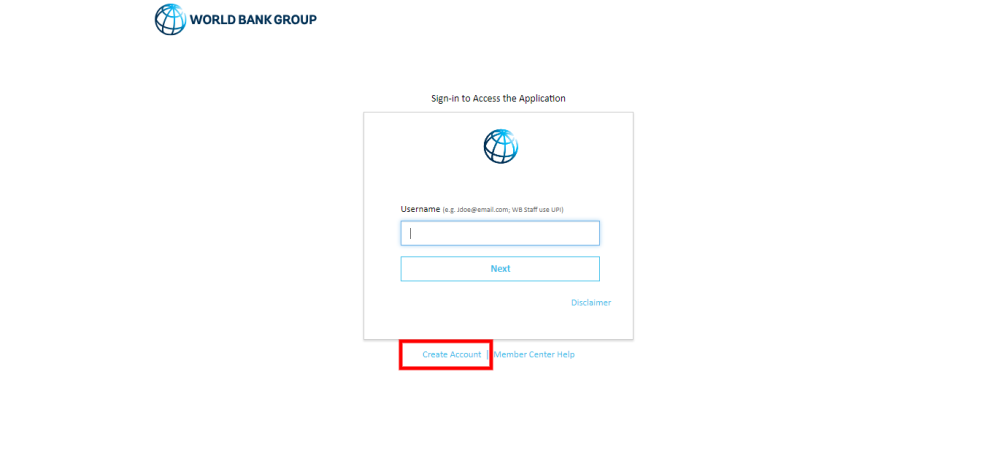 WORLD BANK GROUP
Sign-in to Access the Application
Username (e.g. Jdoe@email.com; WB Staff use UPI)
Next
Disclaimer
Create Account | Member Center Help